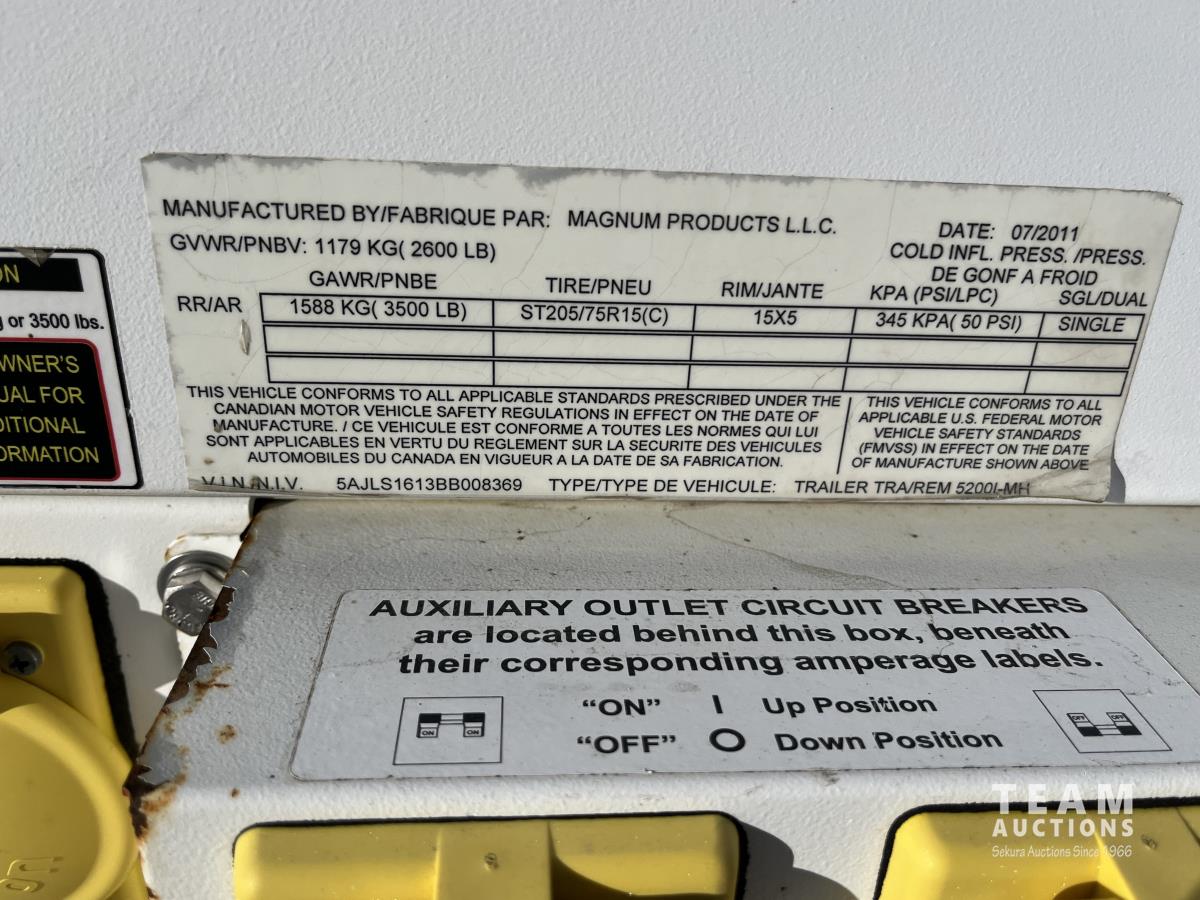 MANUFACTURED BY/FABRIQUE PAR: MAGNUM PRODUCTS L.L.C.
DATE: 07/2011
GVWR/PNBV: 1179 KG( 2600 LB)
COLD INFL. PRESS. /PRESS.
DE GONF A FROID
GAWR/PNBE TIRE/PNEU RIM/JANTE KPA (PSI/LPC) SGL/DUAL
RR/AR 1588 KG( 3500 LB) ST205/75R15(C) 15X5 345 KPA( 50 PSI) SINGLE
THIS VEHICLE CONFORMS TO ALL APPLICABLE STANDARDS PRESCRIBED UNDER THE
CANADIAN MOTOR VEHICLE SAFETY REGULATIONS IN EFFECT ON THE DATE OF
MANUFACTURE. / CE VEHICULE EST CONFORME A TOUTES LES NORMES QUI LUI
SONT APPLICABLES EN VERTU DU REGLEMENT SUR LA SECURITE DES VEHICULES
AUTOMOBILES DU CANADA EN VIGUEUR A LA DATE DE SA FABRICATION.
THIS VEHICLE CONFORMS TO ALL
APPLICABLE U.S. FEDERAL MOTOR
VEHICLE SAFETY STANDARDS
(FMVSS) IN EFFECT ON THE DATE
OF MANUFACTURE SHOWN ABOVE
V.I.N./N.I.V. 5AJLS1613BB008369 TYPE/TYPE DE VEHICULE: TRAILER TRA/REM 5200I-MH
ON
g or 3500 lbs.
WNER'S
UAL FOR
DITIONAL
ORMATION
AUXILIARY OUTLET CIRCUIT BREAKERS
are located behind this box, beneath
their corresponding amperage labels.
"ON" I Up Position
"OFF" O Down Position
ON ON
OFF OFF
TEAM
AUCTIONS
Sekura Auctions Since 1966